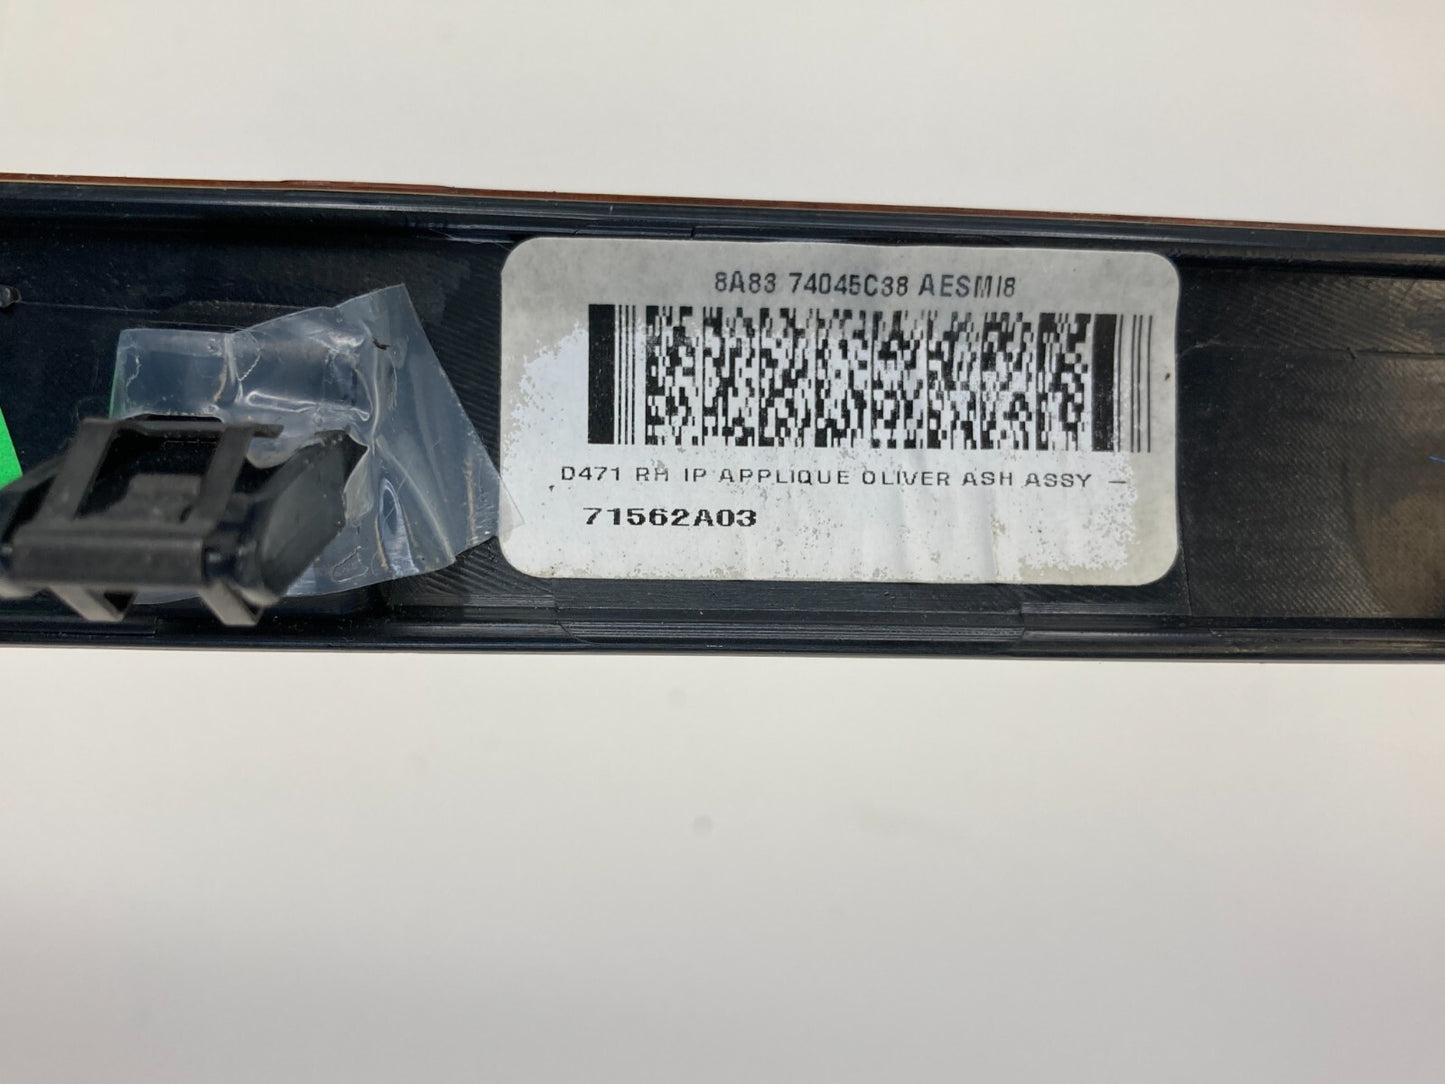 8A83 74045C38 AESMI8
D471 RH IP APPLIQUE OLIVER ASH ASSY —
71562A03